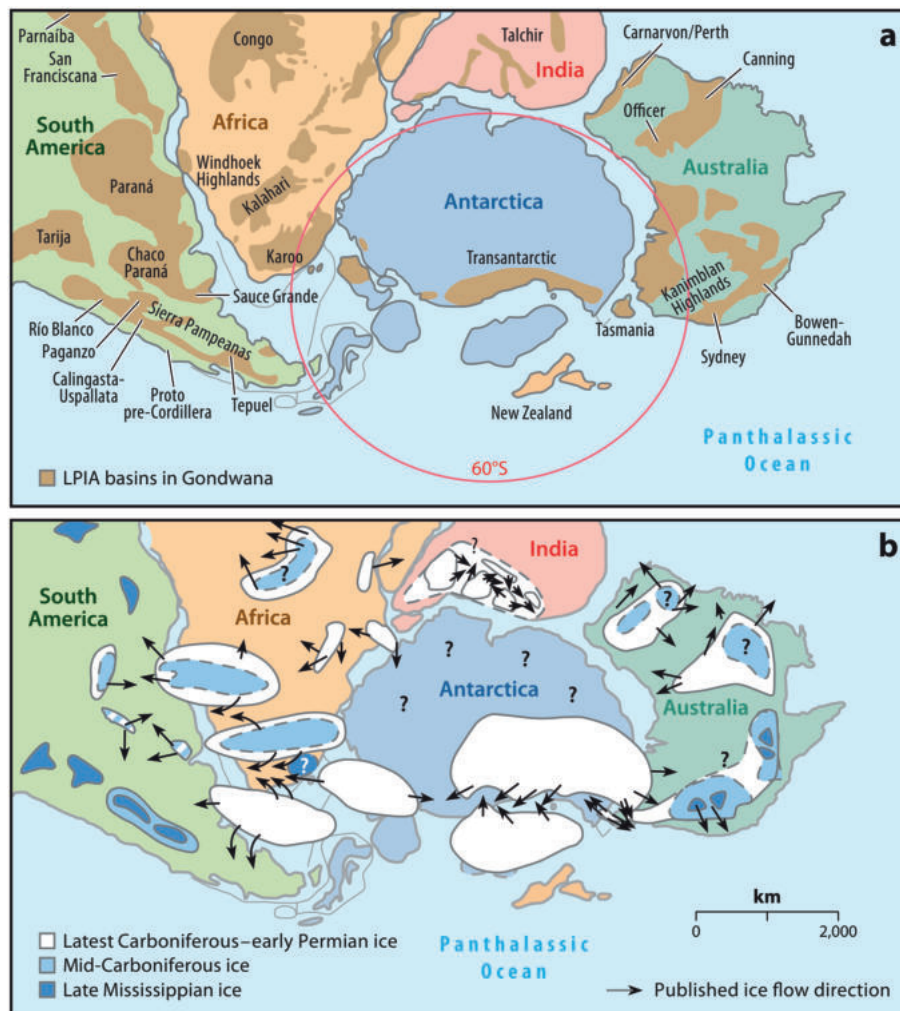 a
Parnaíba
San
Franciscana
South
America
Paraná
Tarija
Chaco
Paraná
Sauce Grande
Sierra Pampeanas
Río Blanco
Paganzo
Calingasta-
Uspallata
Proto
pre-Cordillera
Tepuel
Congo
Africa
Windhoek
Highlands
Kalahari
Karoo
Talchir
India
Antarctica
Transantarctic
New Zealand
60°S
Carnarvon/Perth
Canning
Officer
Australia
Kanimblan
Highlands
Tasmania
Sydney
Bowen-
Gunnedah
Panthalassic
Ocean
LPIA basins in Gondwana
b
South
America
?
Africa
?
?
India
?
?
?
?
Antarctica
?
?
?
Australia
?
km
0 2,000
Panthalassic
Ocean
Latest Carboniferous–early Permian ice
Mid-Carboniferous ice
Late Mississippian ice
Published ice flow direction